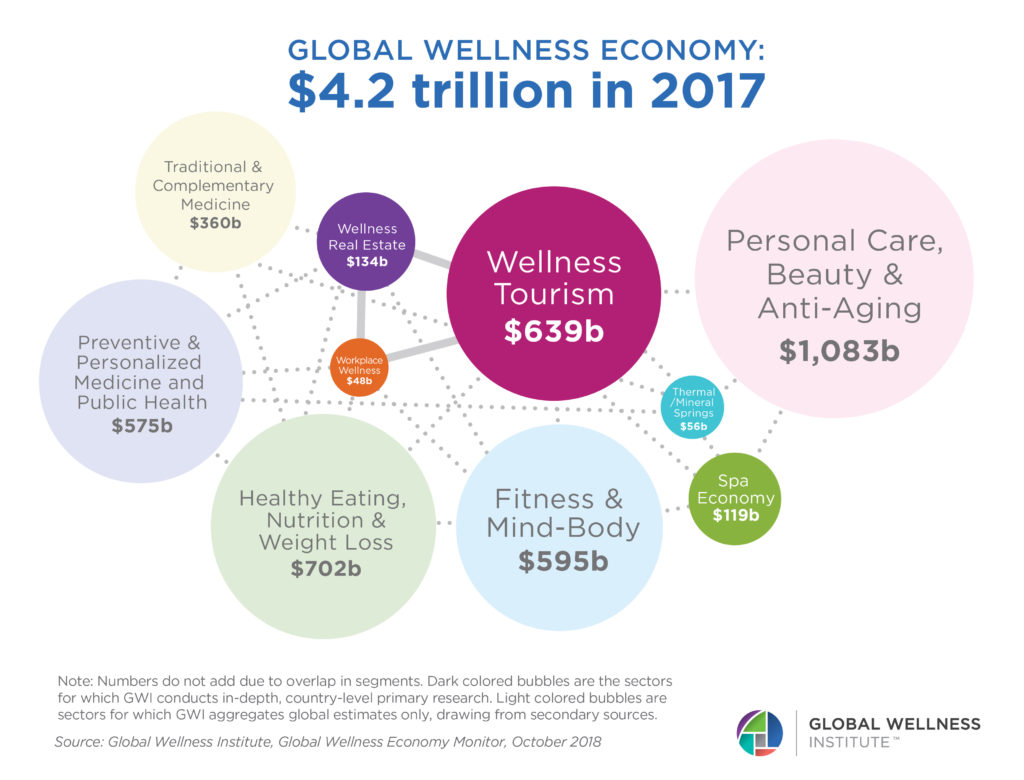 GLOBAL WELLNESS ECONOMY:
$4.2 trillion in 2017
Traditional &
Complementary
Medicine
$360b
Wellness
Real Estate
$134b
Wellness
Tourism
$639b
Personal Care,
Beauty &
Anti-Aging
$1,083b
Preventive &
Personalized
Medicine and
Public Health
$575b
Workplace
Wellness
$48b
Thermal
/Mineral
Springs
$56b
Healthy Eating,
Nutrition &
Weight Loss
$702b
Fitness &
Mind-Body
$595b
Spa
Economy
$119b
Note: Numbers do not add due to overlap in segments. Dark colored bubbles are the sectors
for which GWI conducts in-depth, country-level primary research. Light colored bubbles are
sectors for which GWI aggregates global estimates only, drawing from secondary sources.
Source: Global Wellness Institute, Global Wellness Economy Monitor, October 2018
GLOBAL WELLNESS
INSTITUTE™